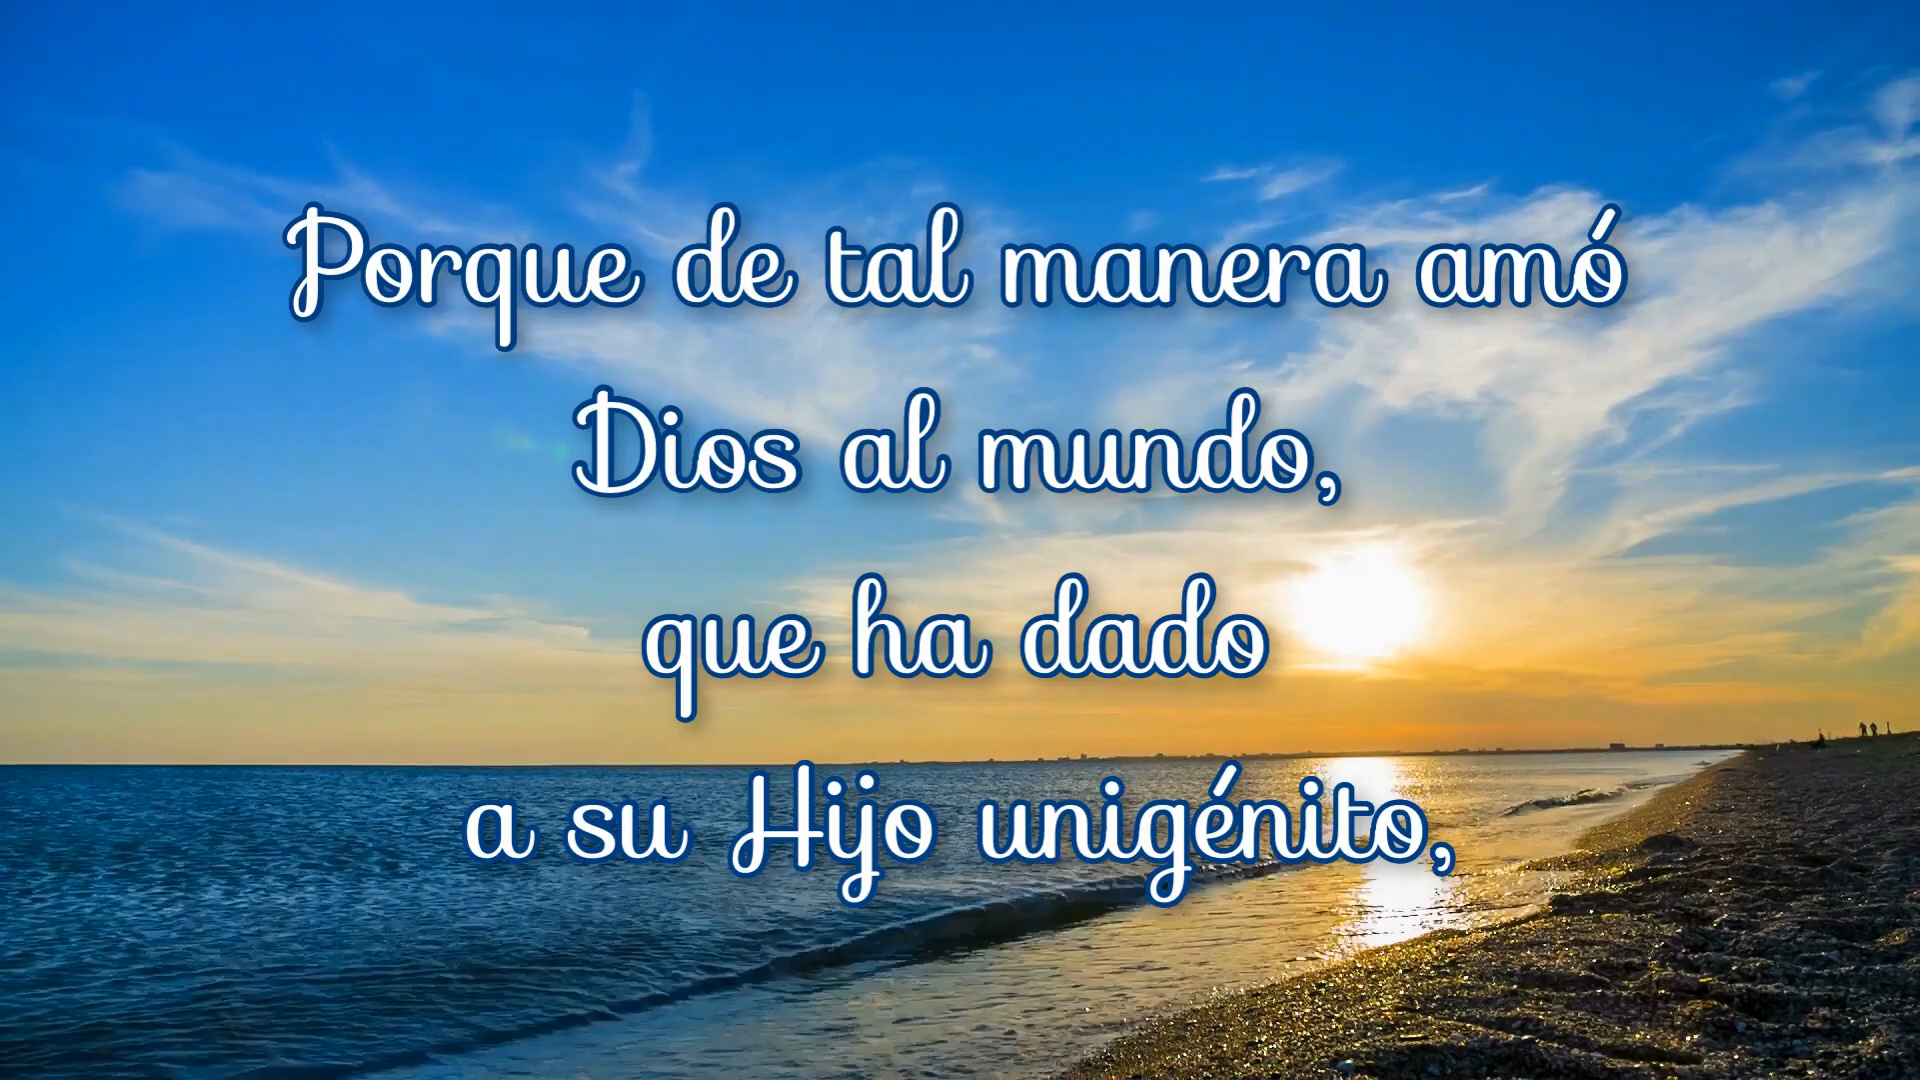 Porque de tal manera amó
Dios al mundo,
que ha dado
a su Hijo unigénito,